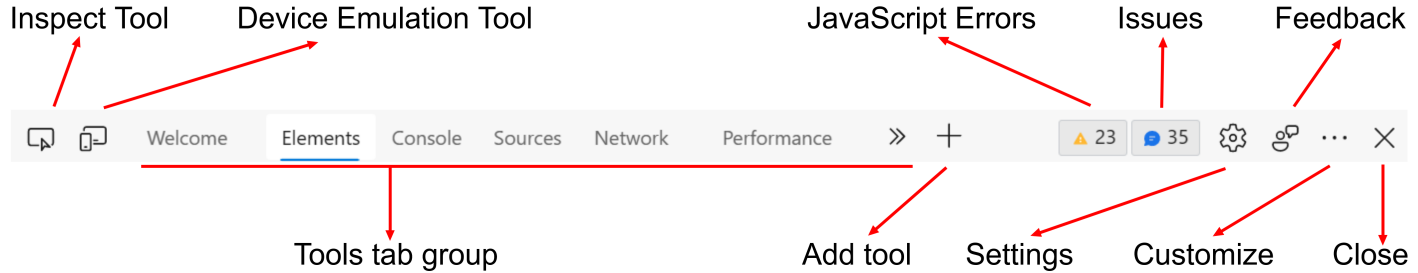 Inspect Tool Device Emulation Tool JavaScript Errors Issues Feedback
Welcome Elements Console Sources Network Performance 23 35
Tools tab group Add tool Settings Customize Close